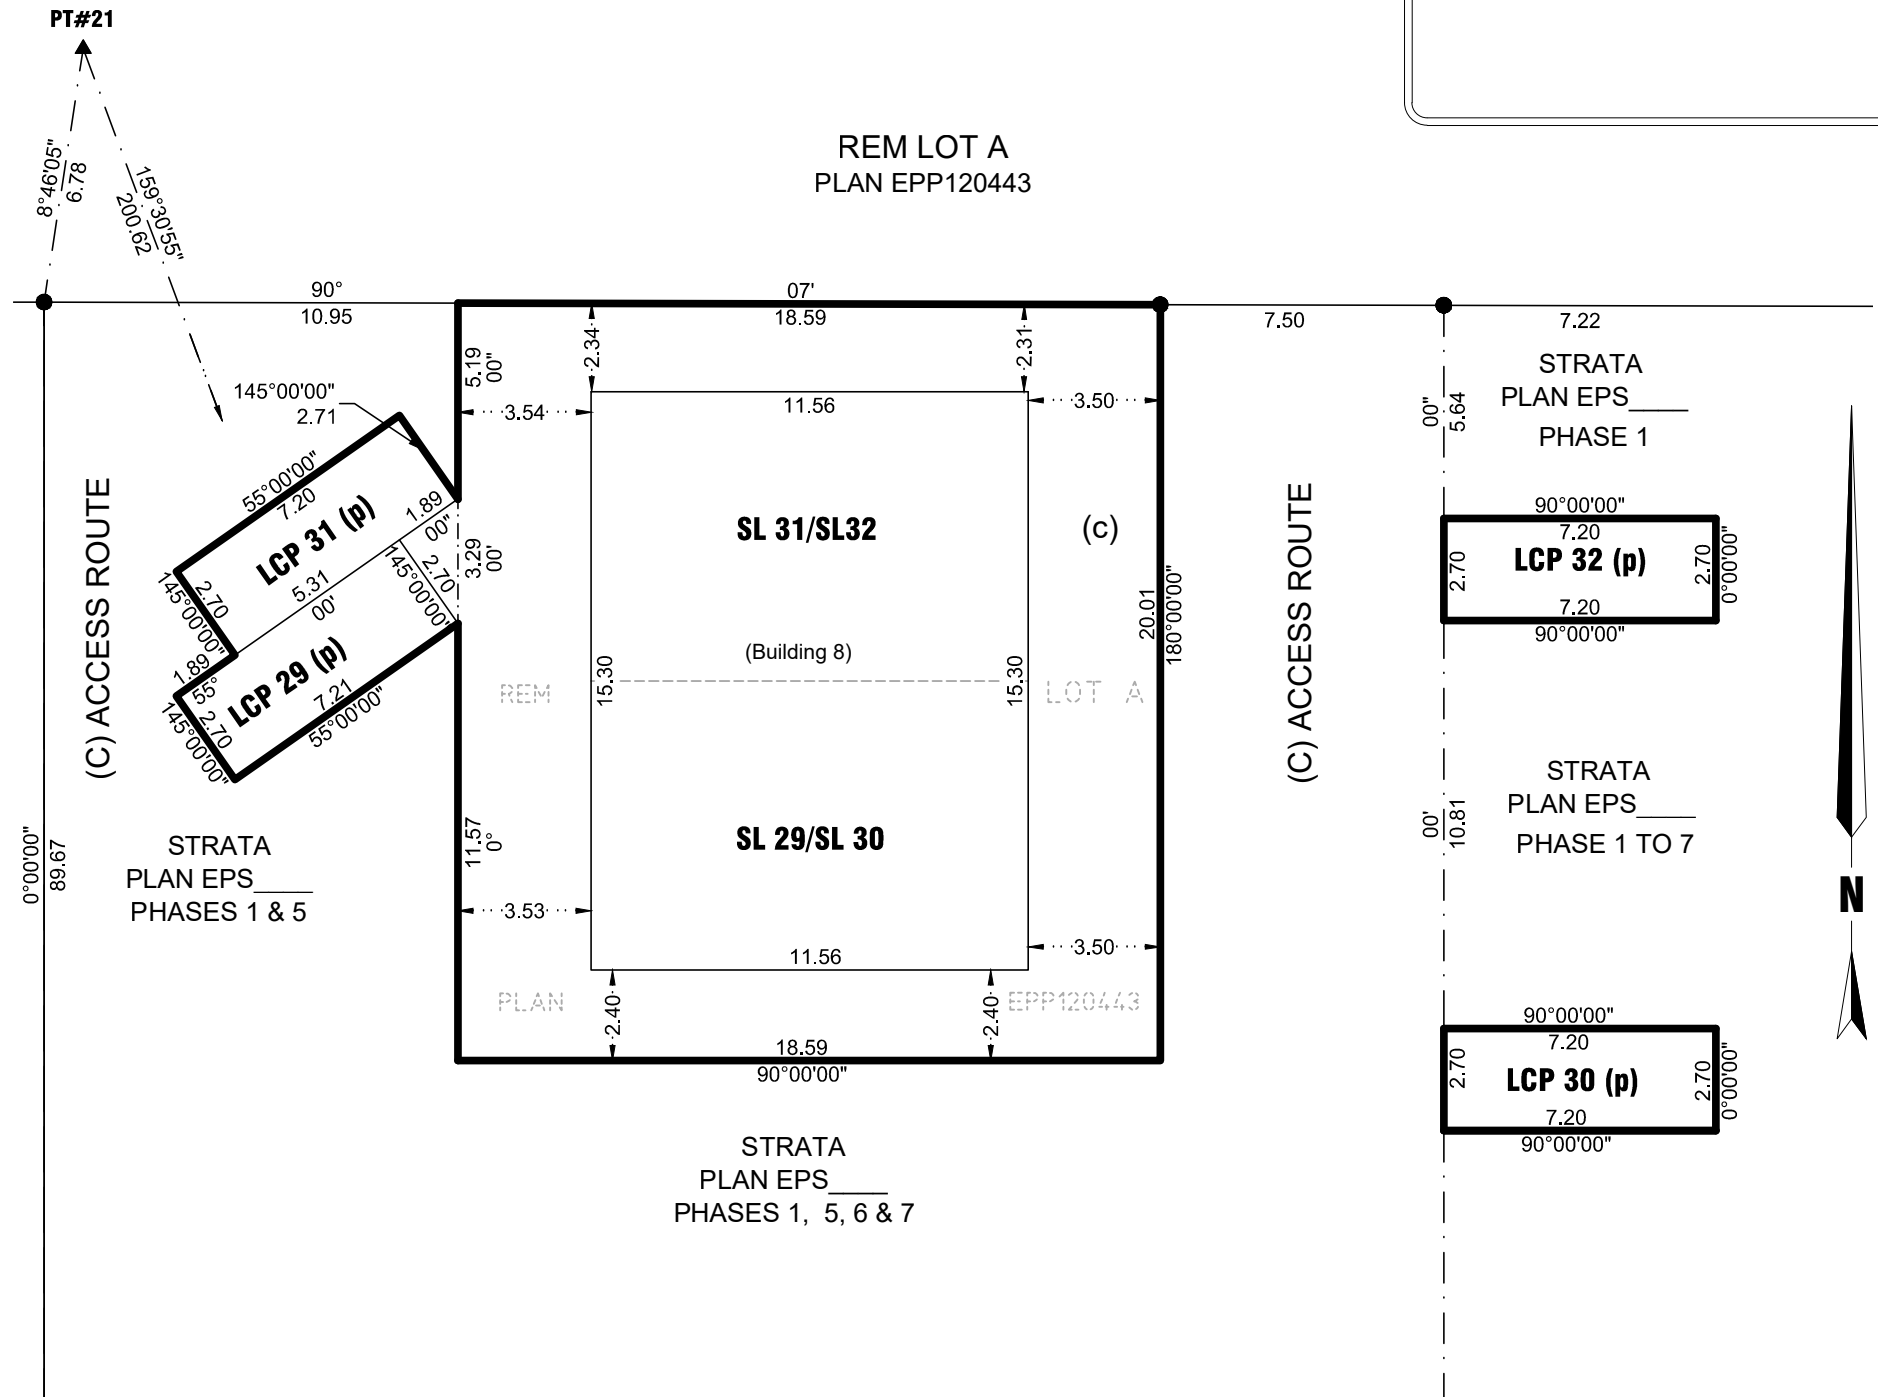 PT#21
8°46'05"
6.78
159°30'55"
200.62
REM LOT A
PLAN EPP120443
90°
10.95
07'
18.59
7.50
7.22
5.19
00"
2.34
2.31
145°00'00"
2.71
3.54
11.56
3.50
STRATA
PLAN EPS____
PHASE 1
00"
5.64
55°00'00"
7.20
LCP 31 (p)
1.89
00"
(C) ACCESS ROUTE
SL 31/SL32
(c)
(C) ACCESS ROUTE
90°00'00"
7.20
LCP 32 (p)
2.70
2.70
0°00'00"
7.20
90°00'00"
2.70
145°00'00"
5.31
00'
2.70
145°00'00"
3.29
00'
20.01
180°00'00"
1.89
55°
LCP 29 (p)
2.70
145°00'00"
7.21
55°00'00"
(Building 8)
REM
15.30
15.30
LOT A
STRATA
PLAN EPS____
PHASE 1 TO 7
00'
10.81
0°00'00"
89.67
STRATA
PLAN EPS____
PHASES 1 & 5
11.57
0°
SL 29/SL 30
N
3.53
11.56
3.50
PLAN
2.40
2.40
EPP120443
18.59
90°00'00"
90°00'00"
7.20
2.70
LCP 30 (p)
2.70
0°00'00"
7.20
90°00'00"
STRATA
PLAN EPS____
PHASES 1, 5, 6 & 7